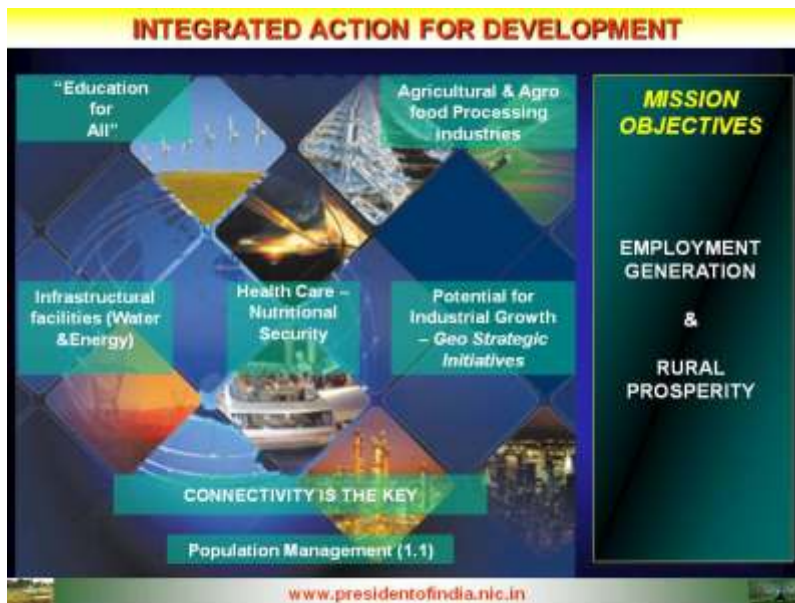 INTEGRATED ACTION FOR DEVELOPMENT
“Education
for
All”
Agricultural & Agro
food Processing
industries
Infrastructural
facilities (Water
&Energy)
Health Care –
Nutritional
Security
Potential for
Industrial Growth
– Geo Strategic
Initiatives
CONNECTIVITY IS THE KEY
Population Management (1.1)
MISSION
OBJECTIVES
EMPLOYMENT
GENERATION
&
RURAL
PROSPERITY
www.presidentofindia.nic.in